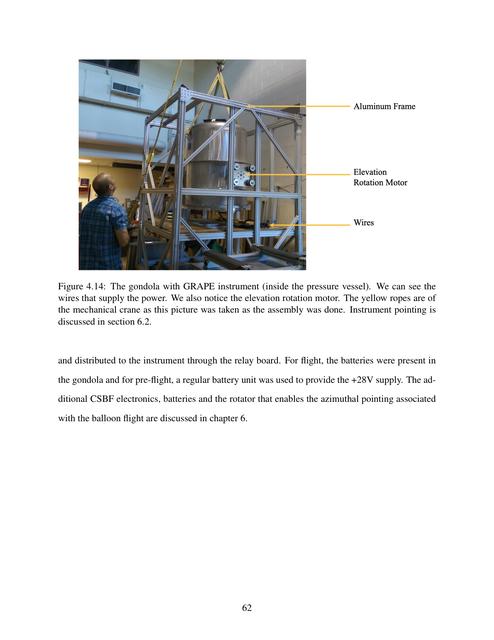 Aluminum Frame
Elevation
Rotation Motor
Wires
Figure 4.14: The gondola with GRAPE instrument (inside the pressure vessel). We can see the
wires that supply the power. We also notice the elevation rotation motor. The yellow ropes are of
the mechanical crane as this picture was taken as the assembly was done. Instrument pointing is
discussed in section 6.2.
and distributed to the instrument through the relay board. For flight, the batteries were present in
the gondola and for pre-flight, a regular battery unit was used to provide the +28V supply. The ad-
ditional CSBF electronics, batteries and the rotator that enables the azimuthal pointing associated
with the balloon flight are discussed in chapter 6.
62